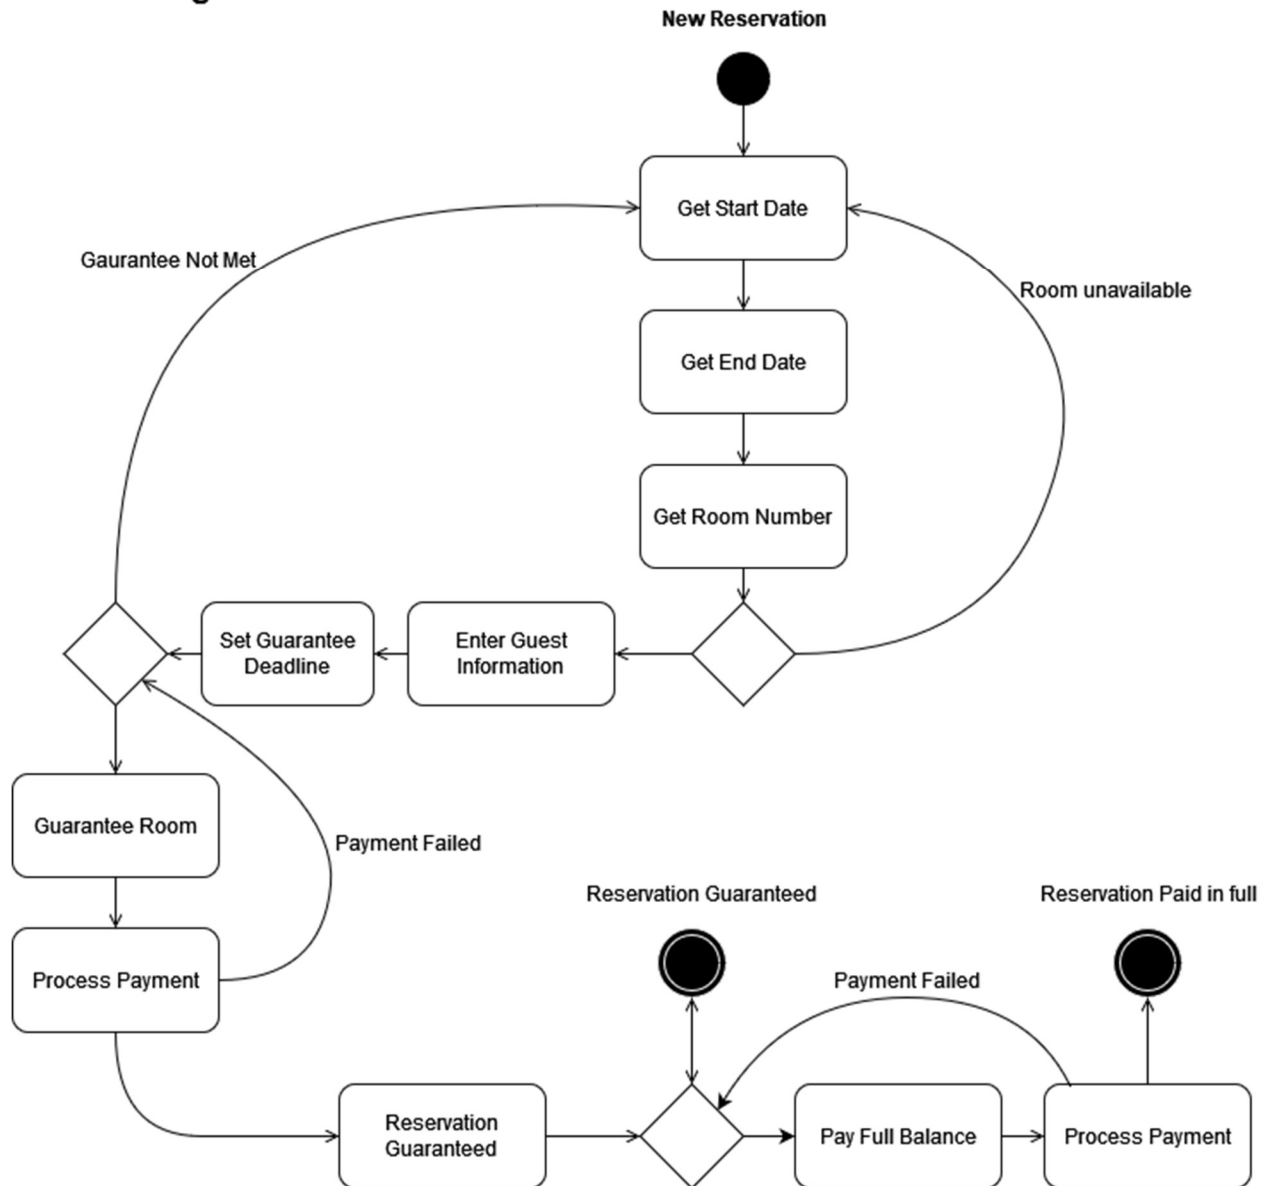 New Reservation
Get Start Date
Gaurantee Not Met
Room unavailable
Get End Date
Get Room Number
Set Guarantee
Deadline
Enter Guest
Information
Guarantee Room
Payment Failed
Reservation Guaranteed
Reservation Paid in full
Process Payment
Payment Failed
Reservation
Guaranteed
Pay Full Balance
Process Payment